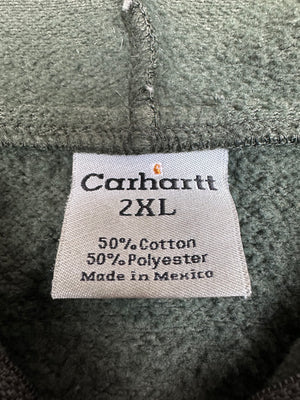 Carhartt
2XL
50% Cotton
50% Polyester
Made in Mexico